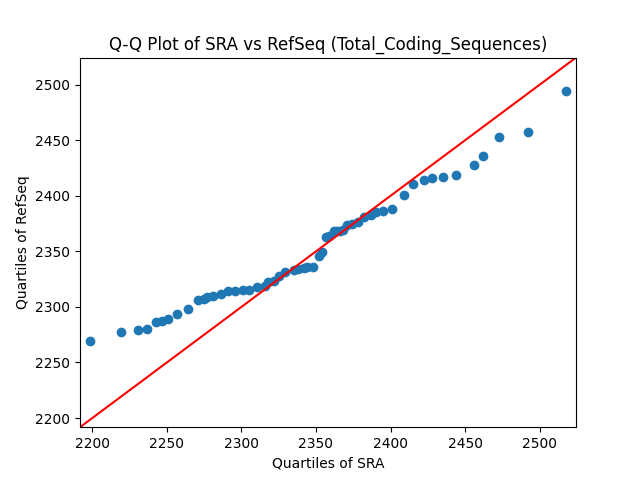 Q-Q Plot of SRA vs RefSeq (Total_Coding_Sequences)
2500
2450
2400
2350
2300
2250
2200
Quartiles of RefSeq
2200 2250 2300 2350 2400 2450 2500
Quartiles of SRA